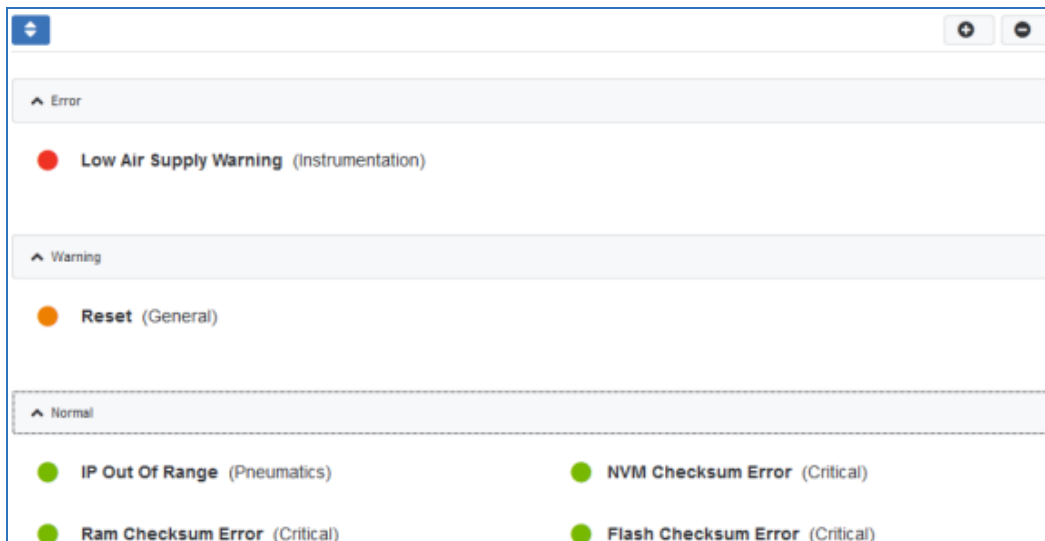 Error
Low Air Supply Warning (Instrumentation)
Warning
Reset (General)
Normal
IP Out Of Range (Pneumatics)
NVM Checksum Error (Critical)
Ram Checksum Error (Critical)
Flash Checksum Error (Critical)